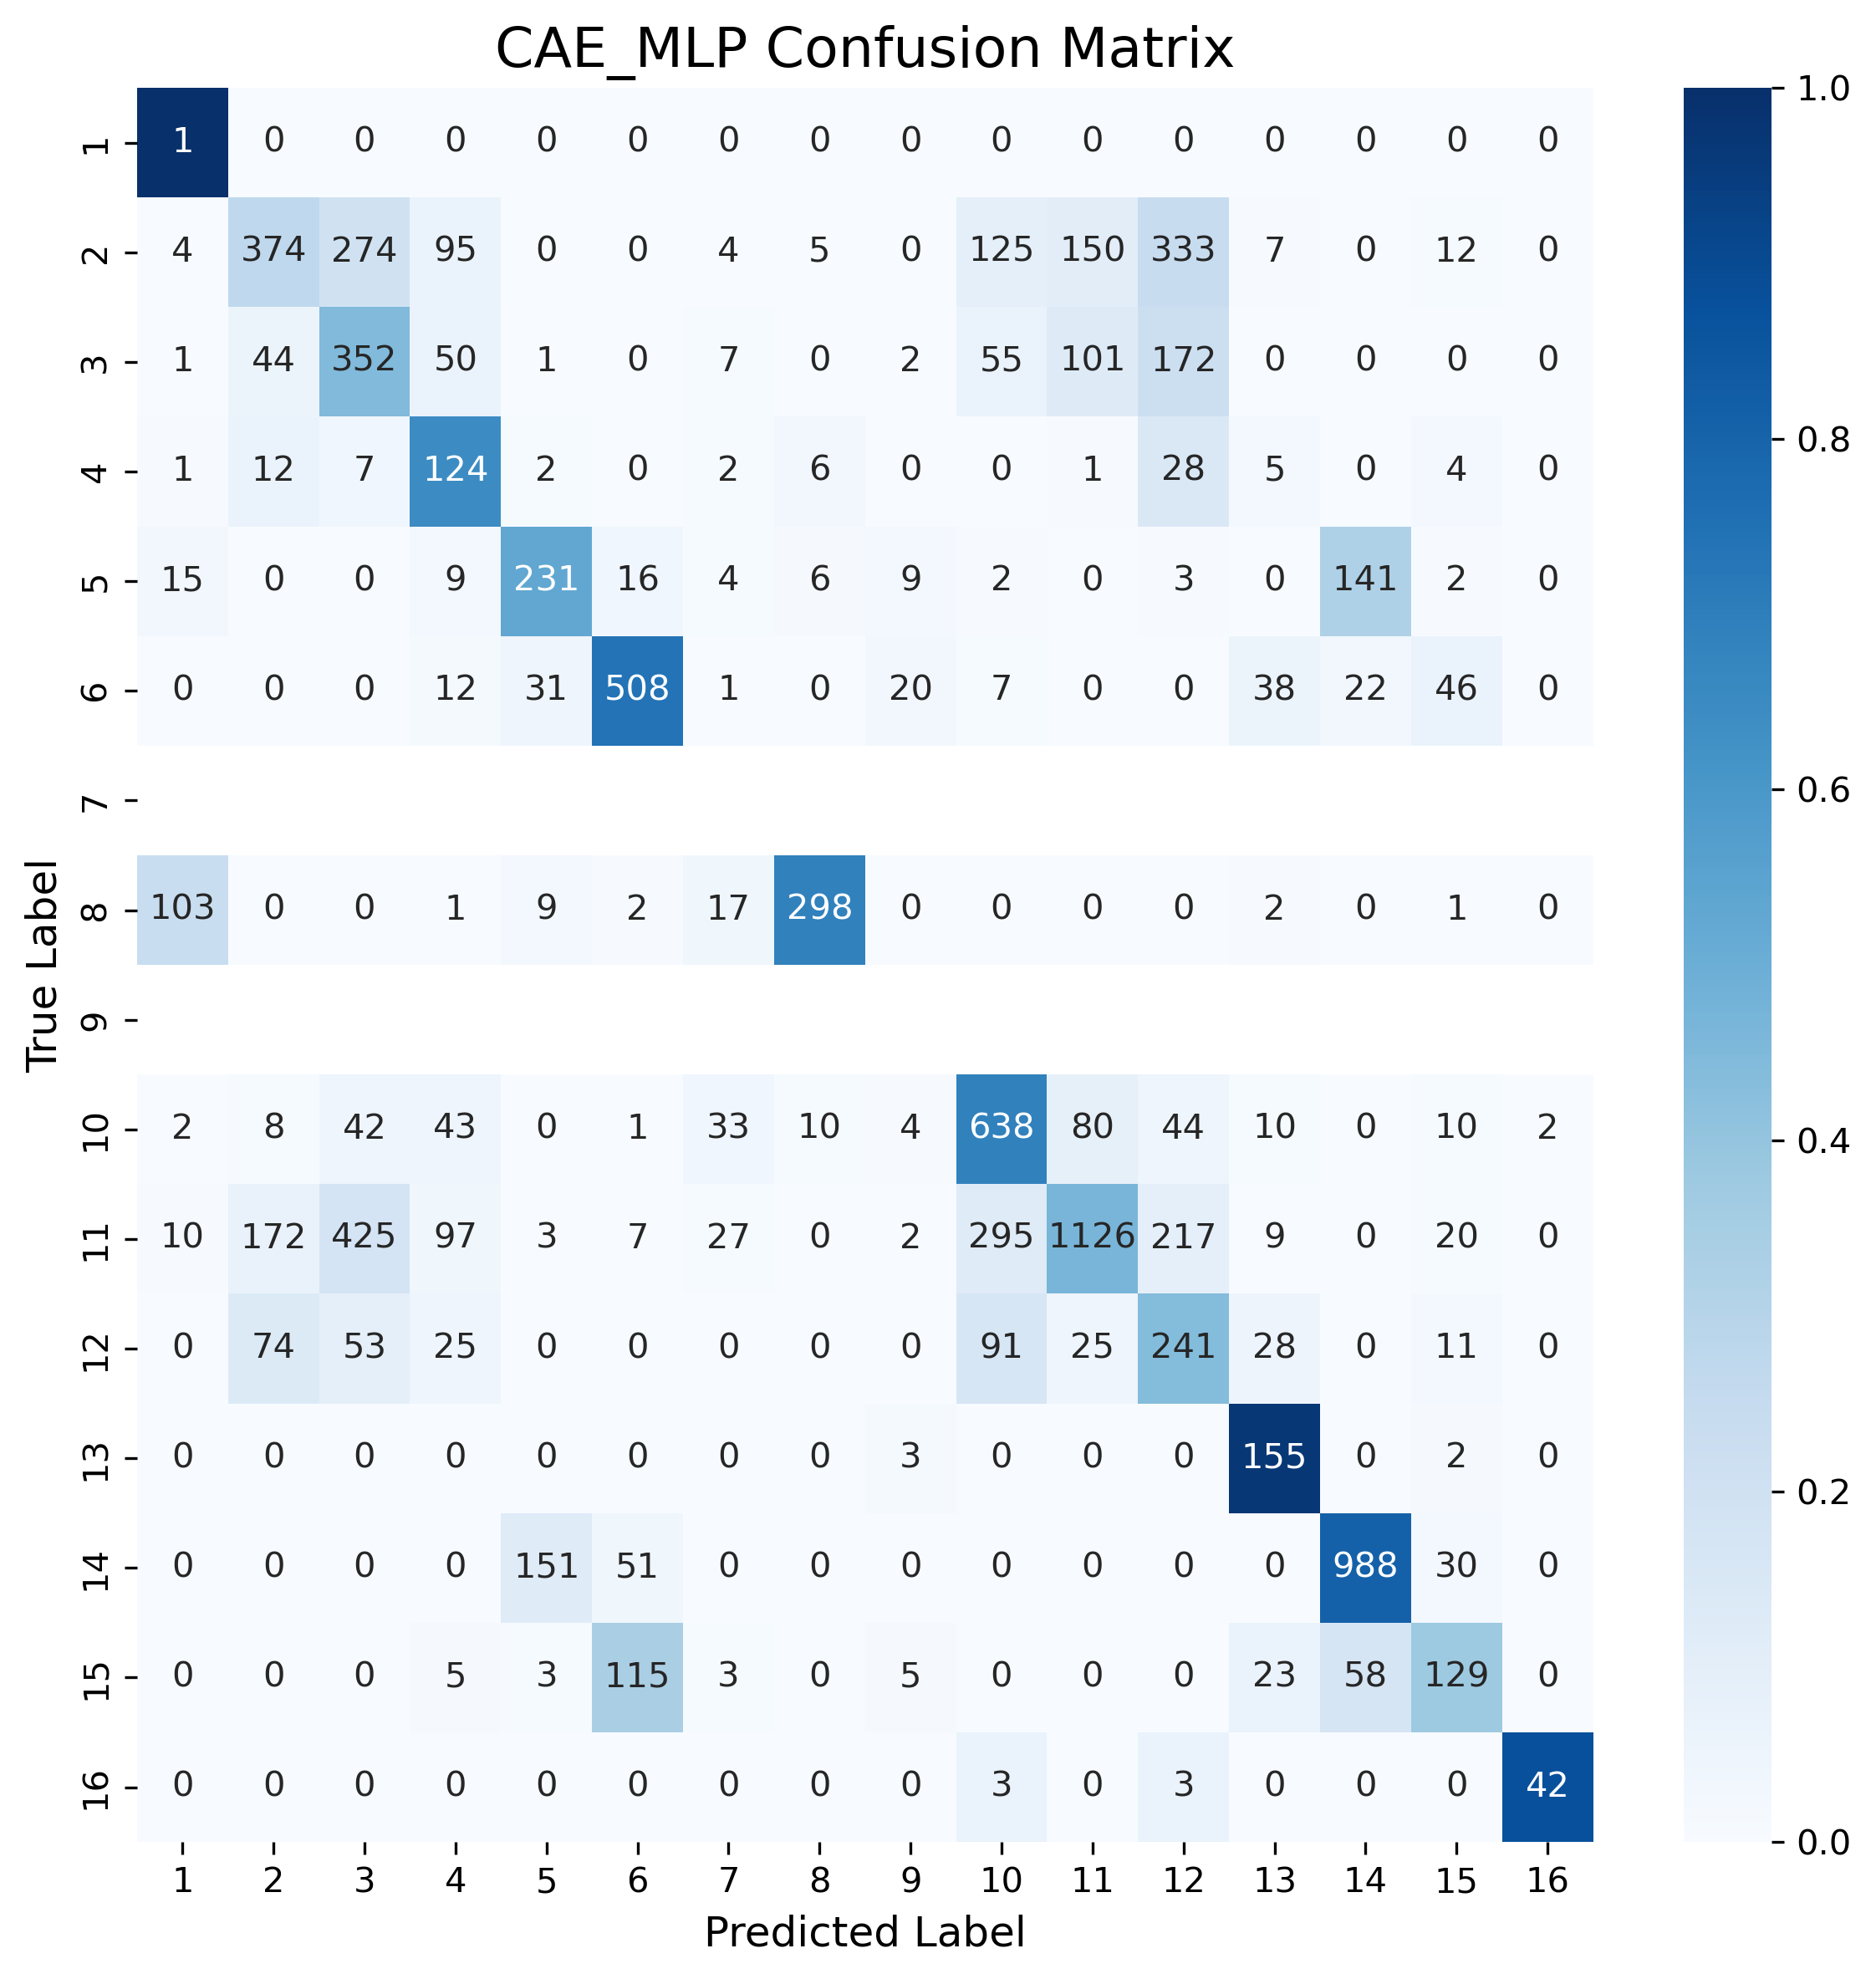 CAE_MLP Confusion Matrix
1 1 0 0 0 0 0 0 0 0 0 0 0 0 0 0 0
2 4 374 274 95 0 0 4 5 0 125 150 333 7 0 12 0
3 1 44 352 50 1 0 7 0 2 55 101 172 0 0 0 0
4 1 12 7 124 2 0 2 6 0 0 1 28 5 0 4 0
5 15 0 0 9 231 16 4 6 9 2 0 3 0 141 2 0
6 0 0 0 12 31 508 1 0 20 7 0 0 38 22 46 0
7
8 103 0 0 1 9 2 17 298 0 0 0 0 2 0 1 0
9
10 2 8 42 43 0 1 33 10 4 638 80 44 10 0 10 2
11 10 172 425 97 3 7 27 0 2 295 1126 217 9 0 20 0
12 0 74 53 25 0 0 0 0 0 91 25 241 28 0 11 0
13 0 0 0 0 0 0 0 0 3 0 0 0 155 0 2 0
14 0 0 0 0 151 51 0 0 0 0 0 0 0 988 30 0
15 0 0 0 5 3 115 3 0 5 0 0 0 23 58 129 0
16 0 0 0 0 0 0 0 0 0 3 0 3 0 0 0 42
1 2 3 4 5 6 7 8 9 10 11 12 13 14 15 16
Predicted Label
True Label
1.0
0.8
0.6
0.4
0.2
0.0